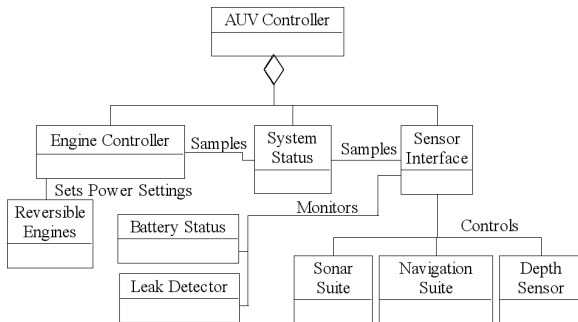 AUV Controller
Engine Controller
Samples
System
Status
Samples
Sensor
Interface
Sets Power Settings
Reversible
Engines
Monitors
Battery Status
Leak Detector
Controls
Sonar
Suite
Navigation
Suite
Depth
Sensor